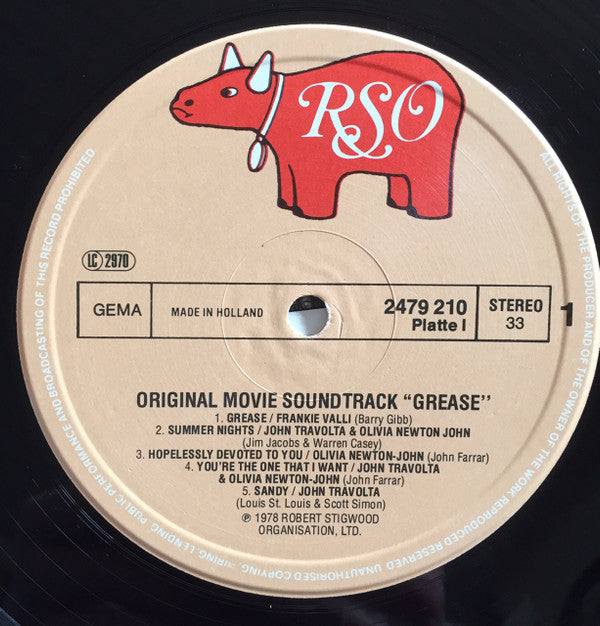 RSO
LC 2970
GEMA
MADE IN HOLLAND
2479 210
Platte I
STEREO
33
1
ORIGINAL MOVIE SOUNDTRACK "GREASE"
1. GREASE / FRANKIE VALLI (Barry Gibb)
2. SUMMER NIGHTS / JOHN TRAVOLTA & OLIVIA NEWTON JOHN
(Jim Jacobs & Warren Casey)
3. HOPELESSLY DEVOTED TO YOU / OLIVIA NEWTON-JOHN (John Farrar)
4. YOU'RE THE ONE THAT I WANT / JOHN TRAVOLTA
& OLIVIA NEWTON-JOHN (John Farrar)
5. SANDY / JOHN TRAVOLTA
(Louis St. Louis & Scott Simon)
℗ 1978 ROBERT STIGWOOD
ORGANISATION, LTD.
ALL RIGHTS OF THE PRODUCER AND OF THE OWNER OF THE WORK REPRODUCED RESERVED. UNAUTHORISED COPYING, HIRING, LENDING, PUBLIC PERFORMANCE AND BROADCASTING OF THIS RECORD PROHIBITED.